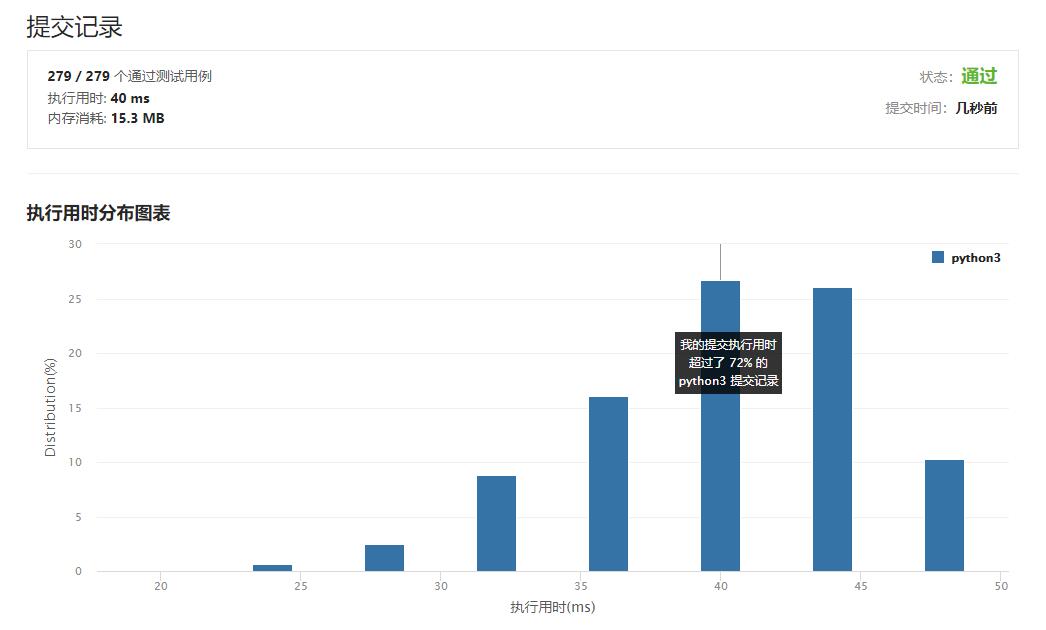 提交记录
279 / 279 个通过测试用例
状态：通过
执行用时: 40 ms
提交时间：几秒前
内存消耗: 15.3 MB
执行用时分布图表
30
python3
25
我的提交执行用时
20
超过了 72% 的
python3 提交记录
Distribution(%)
15
10
5
0
20
25
30
35
40
45
50
执行用时(ms)